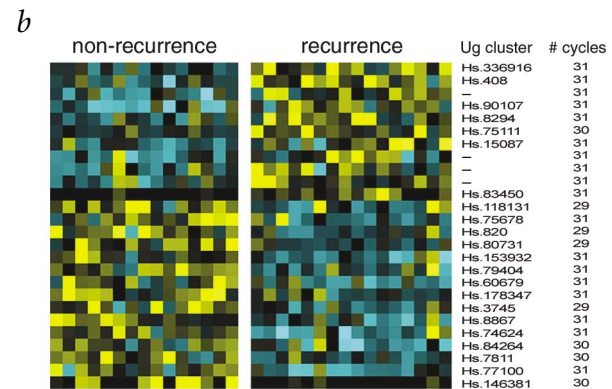 b
non-recurrence recurrence Ug cluster # cycles
Hs.336916 31
Hs.408 31
– 31
Hs.90107 31
Hs.8294 31
Hs.75111 30
Hs.15087 31
– 31
– 31
– 31
Hs.83450 31
Hs.118131 29
Hs.75678 31
Hs.820 29
Hs.80731 29
Hs.153932 31
Hs.79404 31
Hs.60679 31
Hs.178347 31
Hs.3745 29
Hs.8867 31
Hs.74624 31
Hs.84264 30
Hs.7811 30
Hs.77100 31
Hs.146381 30